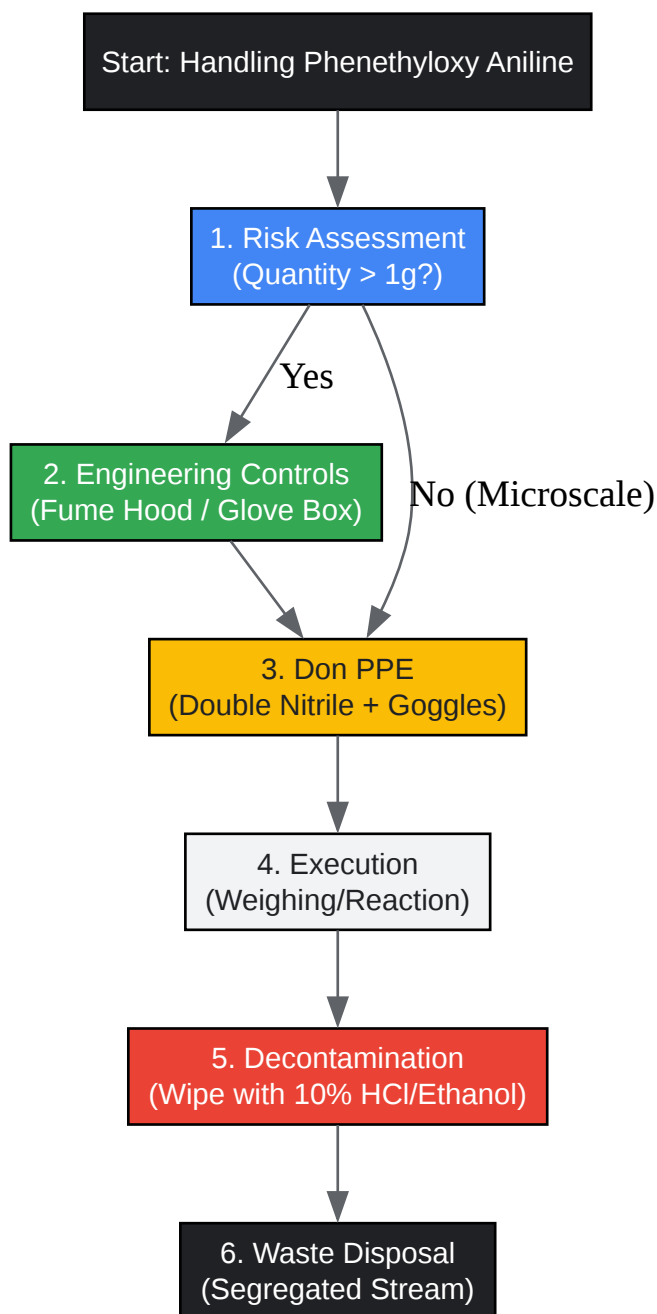 Start: Handling Phenethyloxy Aniline
1. Risk Assessment
(Quantity > 1g?)
Yes
2. Engineering Controls
(Fume Hood / Glove Box)
No (Microscale)
3. Don PPE
(Double Nitrile + Goggles)
4. Execution
(Weighing/Reaction)
5. Decontamination
(Wipe with 10% HCl/Ethanol)
6. Waste Disposal
(Segregated Stream)